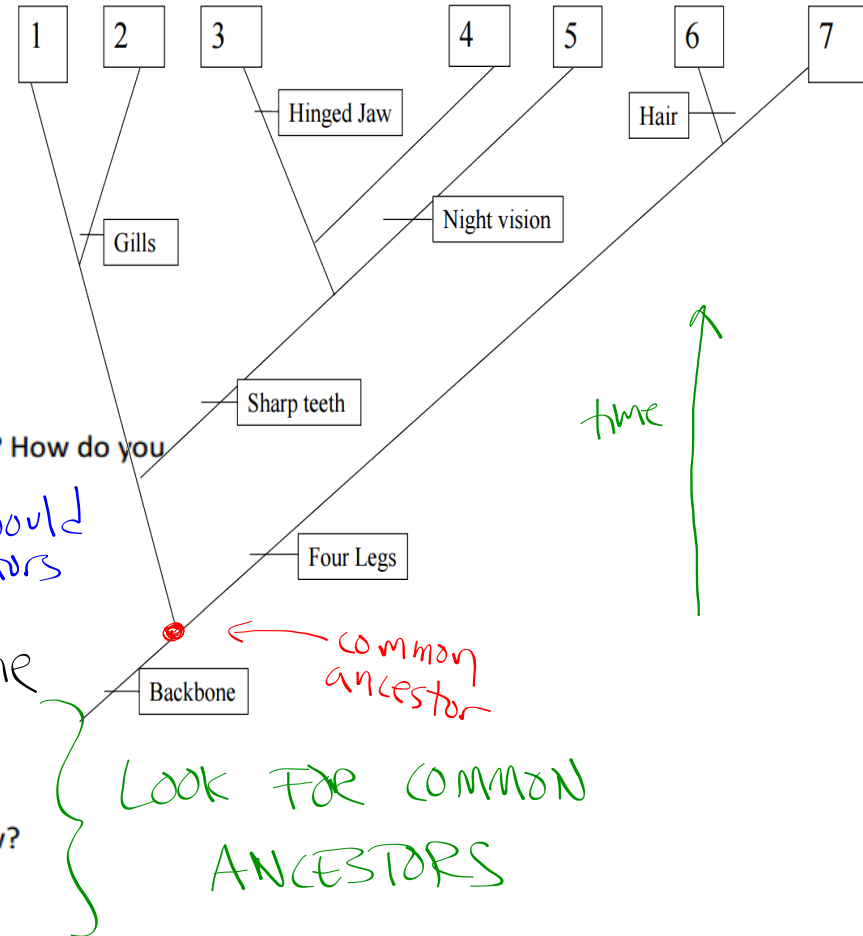 1 2 3 4 5 6 7
Hinged Jaw
Hair
Night vision
Gills
Sharp teeth
time
? How do you
ould
Four Legs
common
ancestor
Backbone
LOOK FOR COMMON
ANCESTORS
?